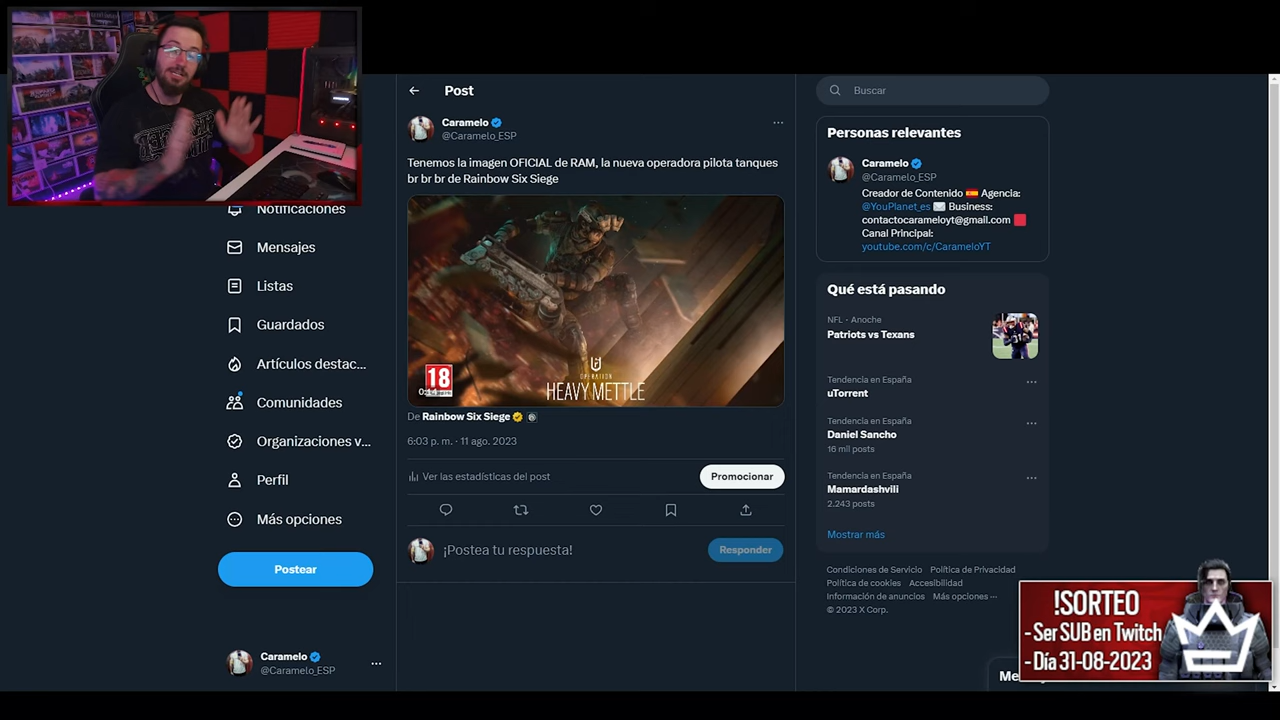 Notificaciones
Mensajes
Listas
Guardados
Artículos destac...
Comunidades
Organizaciones v...
Perfil
Más opciones
Postear
Caramelo
@Caramelo_ESP
Post
Caramelo
@Caramelo_ESP
Tenemos la imagen OFICIAL de RAM, la nueva operadora pilota tanques
br br br de Rainbow Six Siege
18
OPERATION
HEAVY METTLE
De Rainbow Six Siege
6:03 p. m. · 11 ago. 2023
Ver las estadísticas del post
Promocionar
¡Postea tu respuesta!
Responder
Buscar
Personas relevantes
Caramelo
@Caramelo_ESP
Creador de Contenido 🇪🇸 Agencia:
@YouPlanet_es ✉️ Business:
contactocarameloyt@gmail.com 🟥
Canal Principal:
youtube.com/c/CarameloYT
Qué está pasando
NFL · Anoche
Patriots vs Texans
Tendencia en España
uTorrent
Tendencia en España
Daniel Sancho
16 mil posts
Tendencia en España
Mamardashvili
2.243 posts
Mostrar más
Condiciones de Servicio Política de Privacidad
Política de cookies Accesibilidad
Información de anuncios Más opciones ···
© 2023 X Corp.
!SORTEO
- Ser SUB en Twitch
- Día 31-08-2023